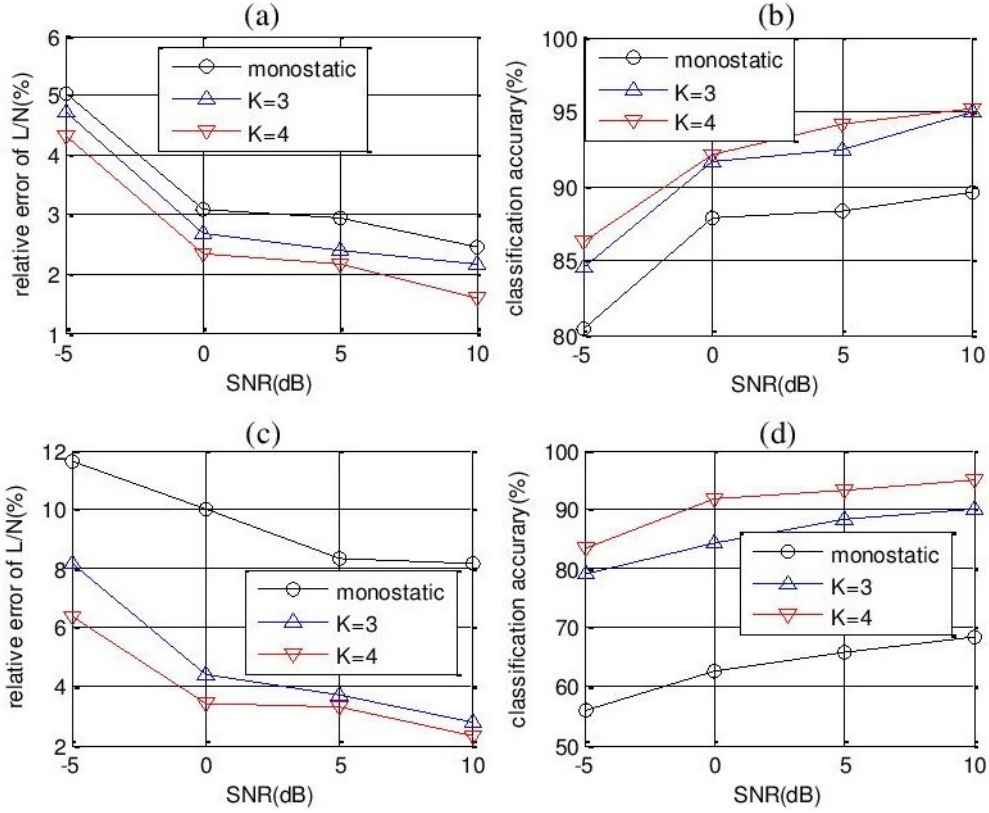 (a)
6
5
4
3
2
1
relative error of L/N(%)
monostatic
K=3
K=4
-5 0 5 10
SNR(dB)
(b)
100
95
90
85
80
classification accurary(%)
monostatic
K=3
K=4
-5 0 5 10
SNR(dB)
(c)
12
10
8
6
4
2
relative error of L/N(%)
monostatic
K=3
K=4
-5 0 5 10
SNR(dB)
(d)
100
90
80
70
60
50
classification accurary(%)
monostatic
K=3
K=4
-5 0 5 10
SNR(dB)